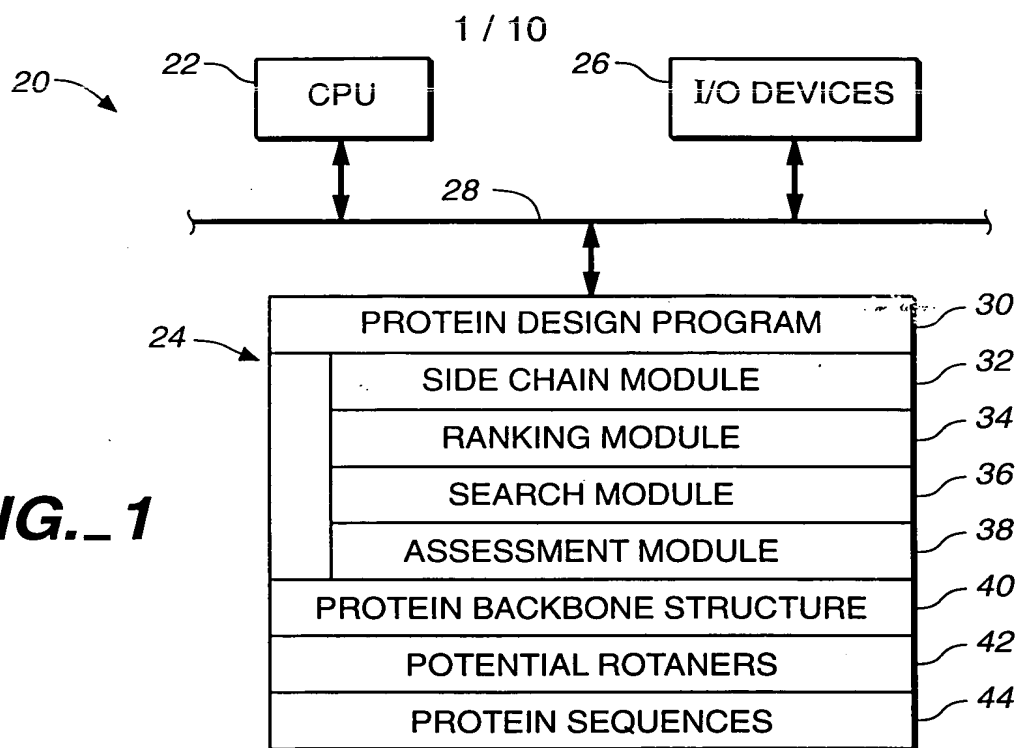 1 / 10
20
22
CPU
26
I/O DEVICES
28
24
PROTEIN DESIGN PROGRAM
30
SIDE CHAIN MODULE
32
RANKING MODULE
34
SEARCH MODULE
36
ASSESSMENT MODULE
38
PROTEIN BACKBONE STRUCTURE
40
POTENTIAL ROTANERS
42
PROTEIN SEQUENCES
44
IG._1